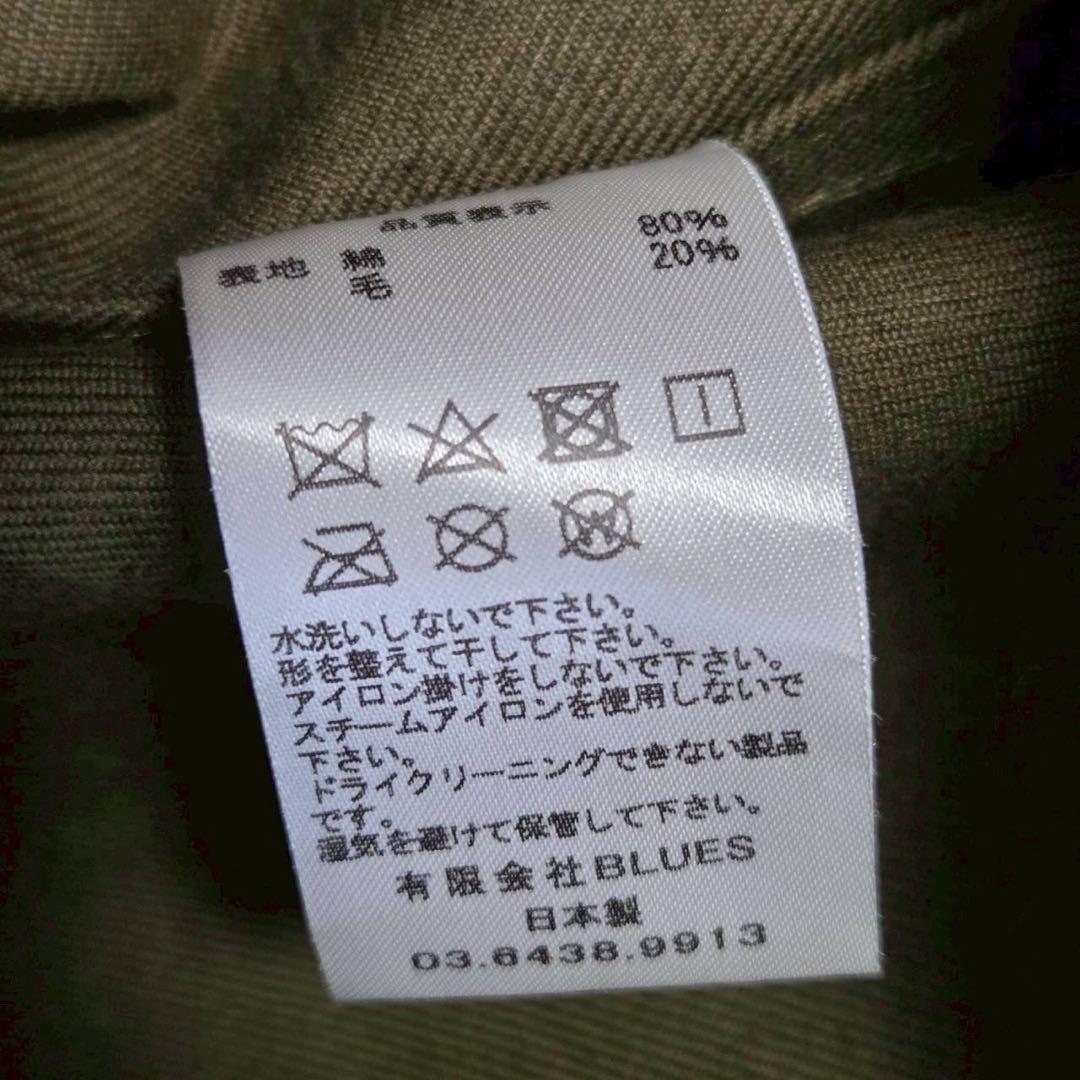 品質表示
表地 綿 80%
毛 20%
水洗いしないで下さい。
形を整えて干して下さい。
アイロン掛けをしないで下さい。
スチームアイロンを使用しないで
下さい。
ドライクリーニングできない製品
です。
湿気を避けて保管して下さい。
有限会社BLUES
日本製
03.6438.9913